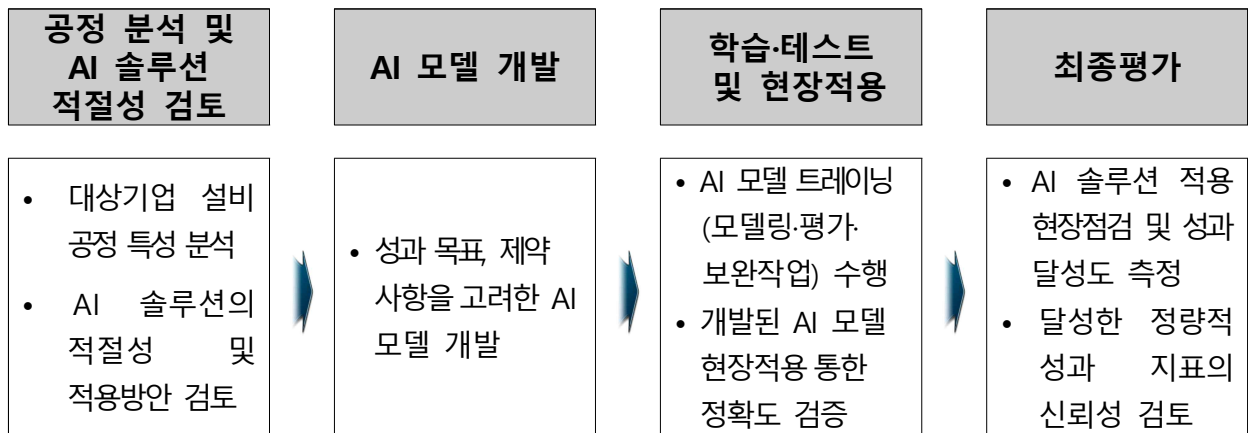 공정 분석 및
AI 솔루션
적절성 검토
AI 모델 개발
학습·테스트
및 현장적용
최종평가
• 대상기업 설비
공정 특성 분석
• AI 솔루션의
적절성 및
적용방안 검토
• 성과 목표, 제약
사항을 고려한 AI
모델 개발
• AI 모델 트레이닝
(모델링·평가·
보완작업) 수행
• 개발된 AI 모델
현장적용 통한
정확도 검증
• AI 솔루션 적용
현장점검 및 성과
달성도 측정
• 달성한 정량적
성과 지표의
신뢰성 검토